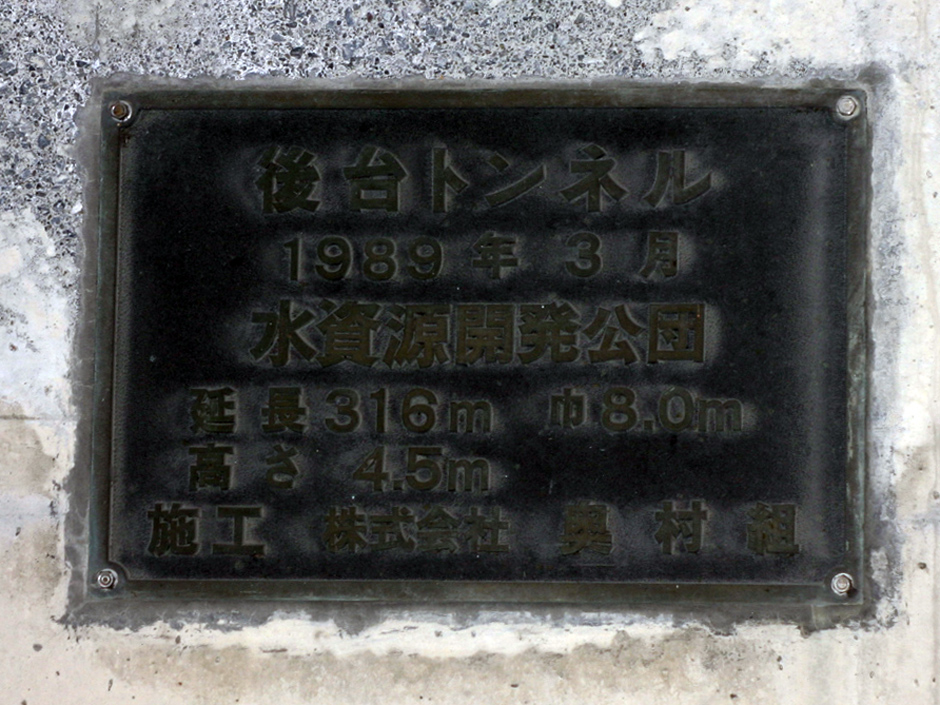 後台トンネル
1989年3月
水資源開発公団
延長316m 巾8.0m
高さ 4.5m
施工 株式会社 奥村組